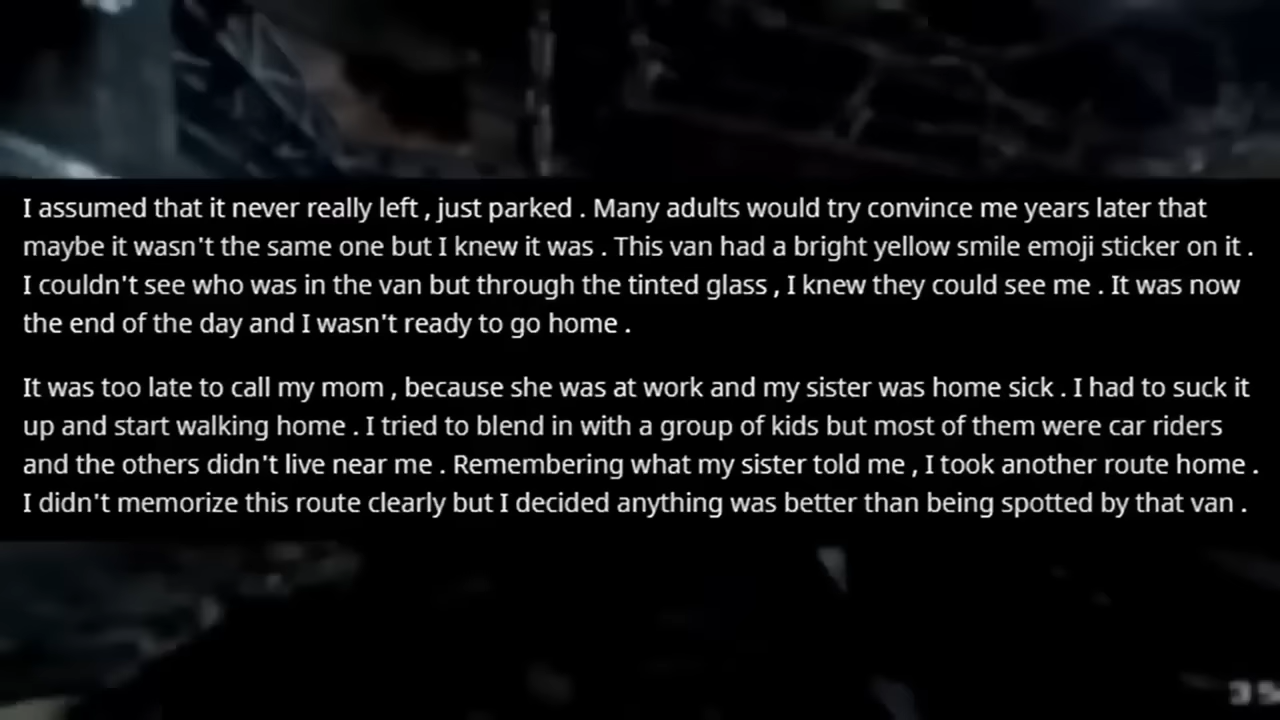 I assumed that it never really left , just parked . Many adults would try convince me years later that
maybe it wasn't the same one but I knew it was . This van had a bright yellow smile emoji sticker on it .
I couldn't see who was in the van but through the tinted glass , I knew they could see me . It was now
the end of the day and I wasn't ready to go home .
It was too late to call my mom , because she was at work and my sister was home sick . I had to suck it
up and start walking home . I tried to blend in with a group of kids but most of them were car riders
and the others didn't live near me . Remembering what my sister told me , I took another route home .
I didn't memorize this route clearly but I decided anything was better than being spotted by that van .